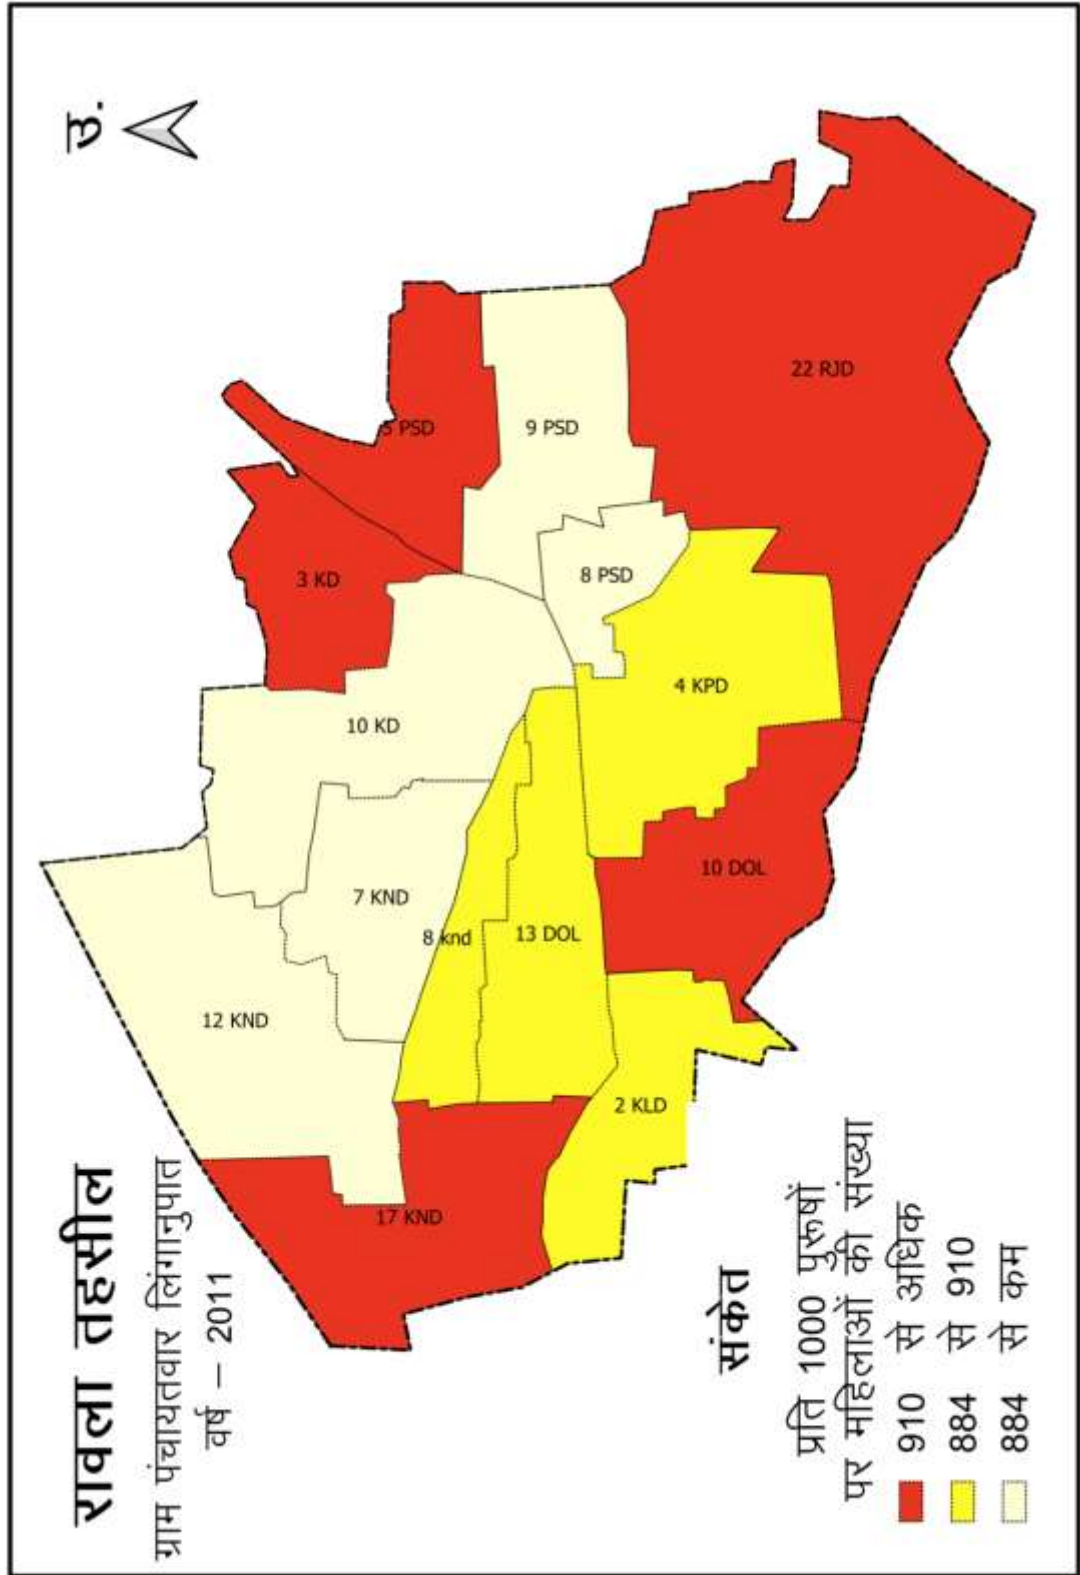 रावला तहसील
ग्राम पंचायतवार लिंगानुपात
वर्ष – 2011
उ.
22 RJD
5 PSD
9 PSD
8 PSD
3 KD
4 KPD
10 KD
10 DOL
7 KND
8 knd
13 DOL
12 KND
2 KLD
17 KND
संकेत
प्रति 1000 पुरूषों
पर महिलाओं की संख्या
910 से अधिक
884 से 910
884 से कम